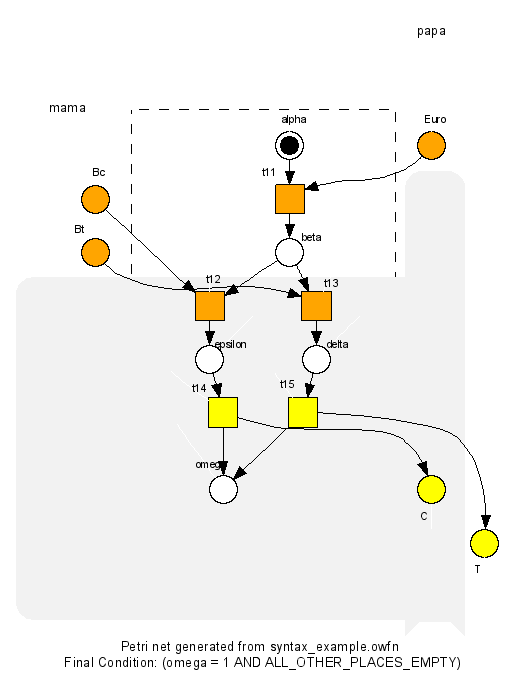 papa
mama
alpha
Euro
t11
Bc
Bt
beta
t12
t13
epsilon
delta
t14
t15
omega
C
T
Petri net generated from syntax_example.owfn
Final Condition: (omega = 1 AND ALL_OTHER_PLACES_EMPTY)